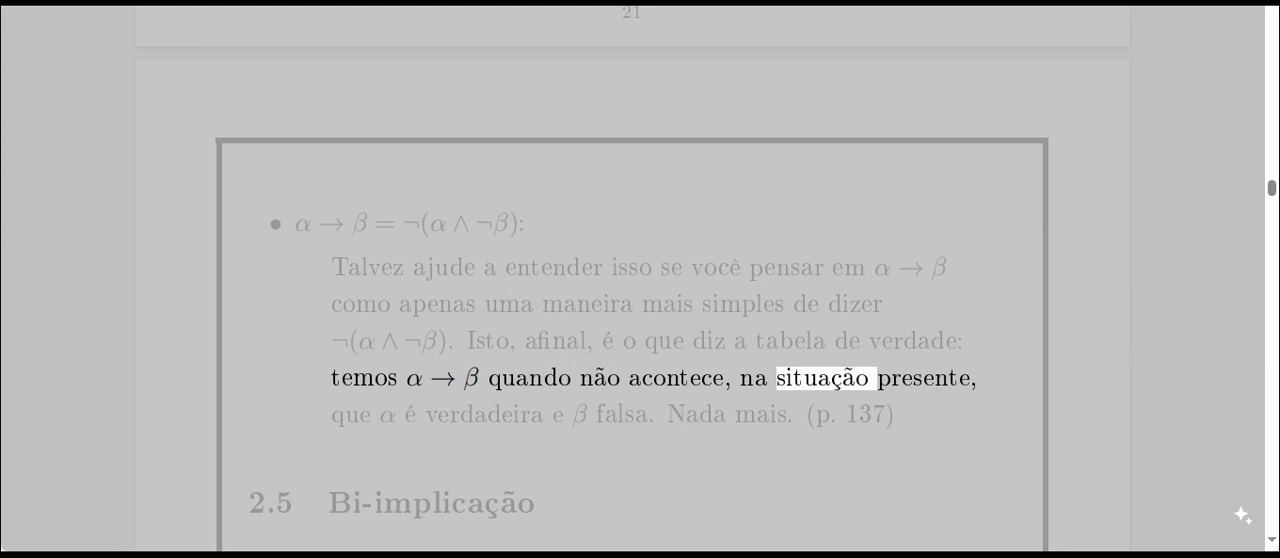 21
• α → β = ¬(α ∧ ¬β):
Talvez ajude a entender isso se você pensar em α → β
como apenas uma maneira mais simples de dizer
¬(α ∧ ¬β). Isto, afinal, é o que diz a tabela de verdade:
temos α → β quando não acontece, na situação presente,
que α é verdadeira e β falsa. Nada mais. (p. 137)
2.5 Bi-implicação